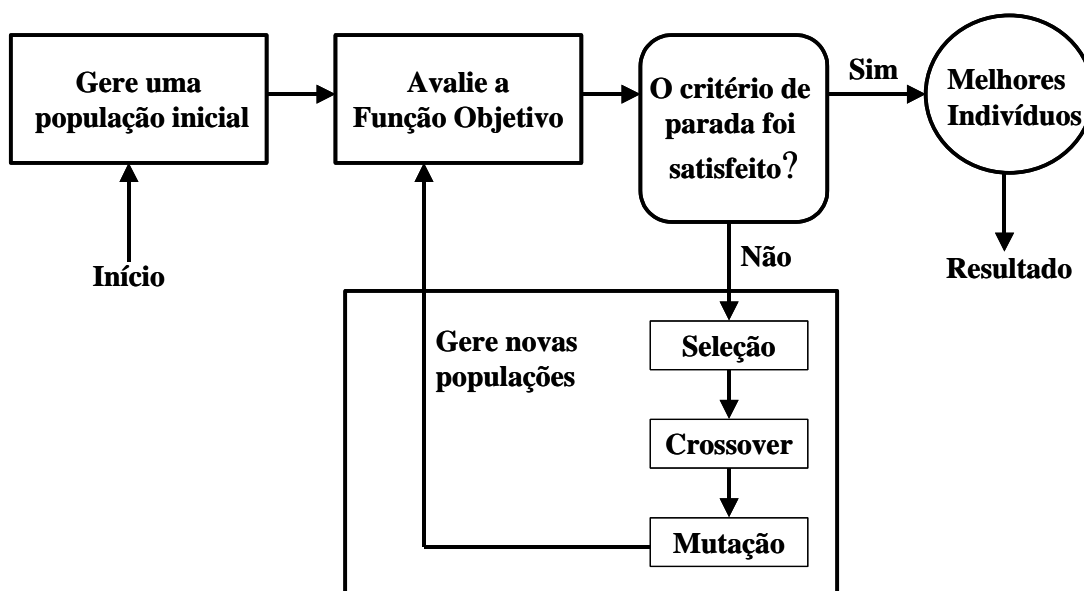 Gere uma
população inicial
Avalie a
Função Objetivo
O critério de
parada foi
satisfeito?
Sim
Melhores
Indivíduos
Início
Não
Resultado
Gere novas
populações
Seleção
Crossover
Mutação